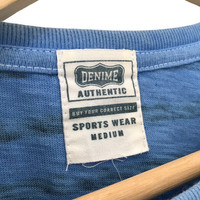 DENIME
AUTHENTIC
BUY YOUR CORRECT SIZE
SPORTS WEAR
MEDIUM